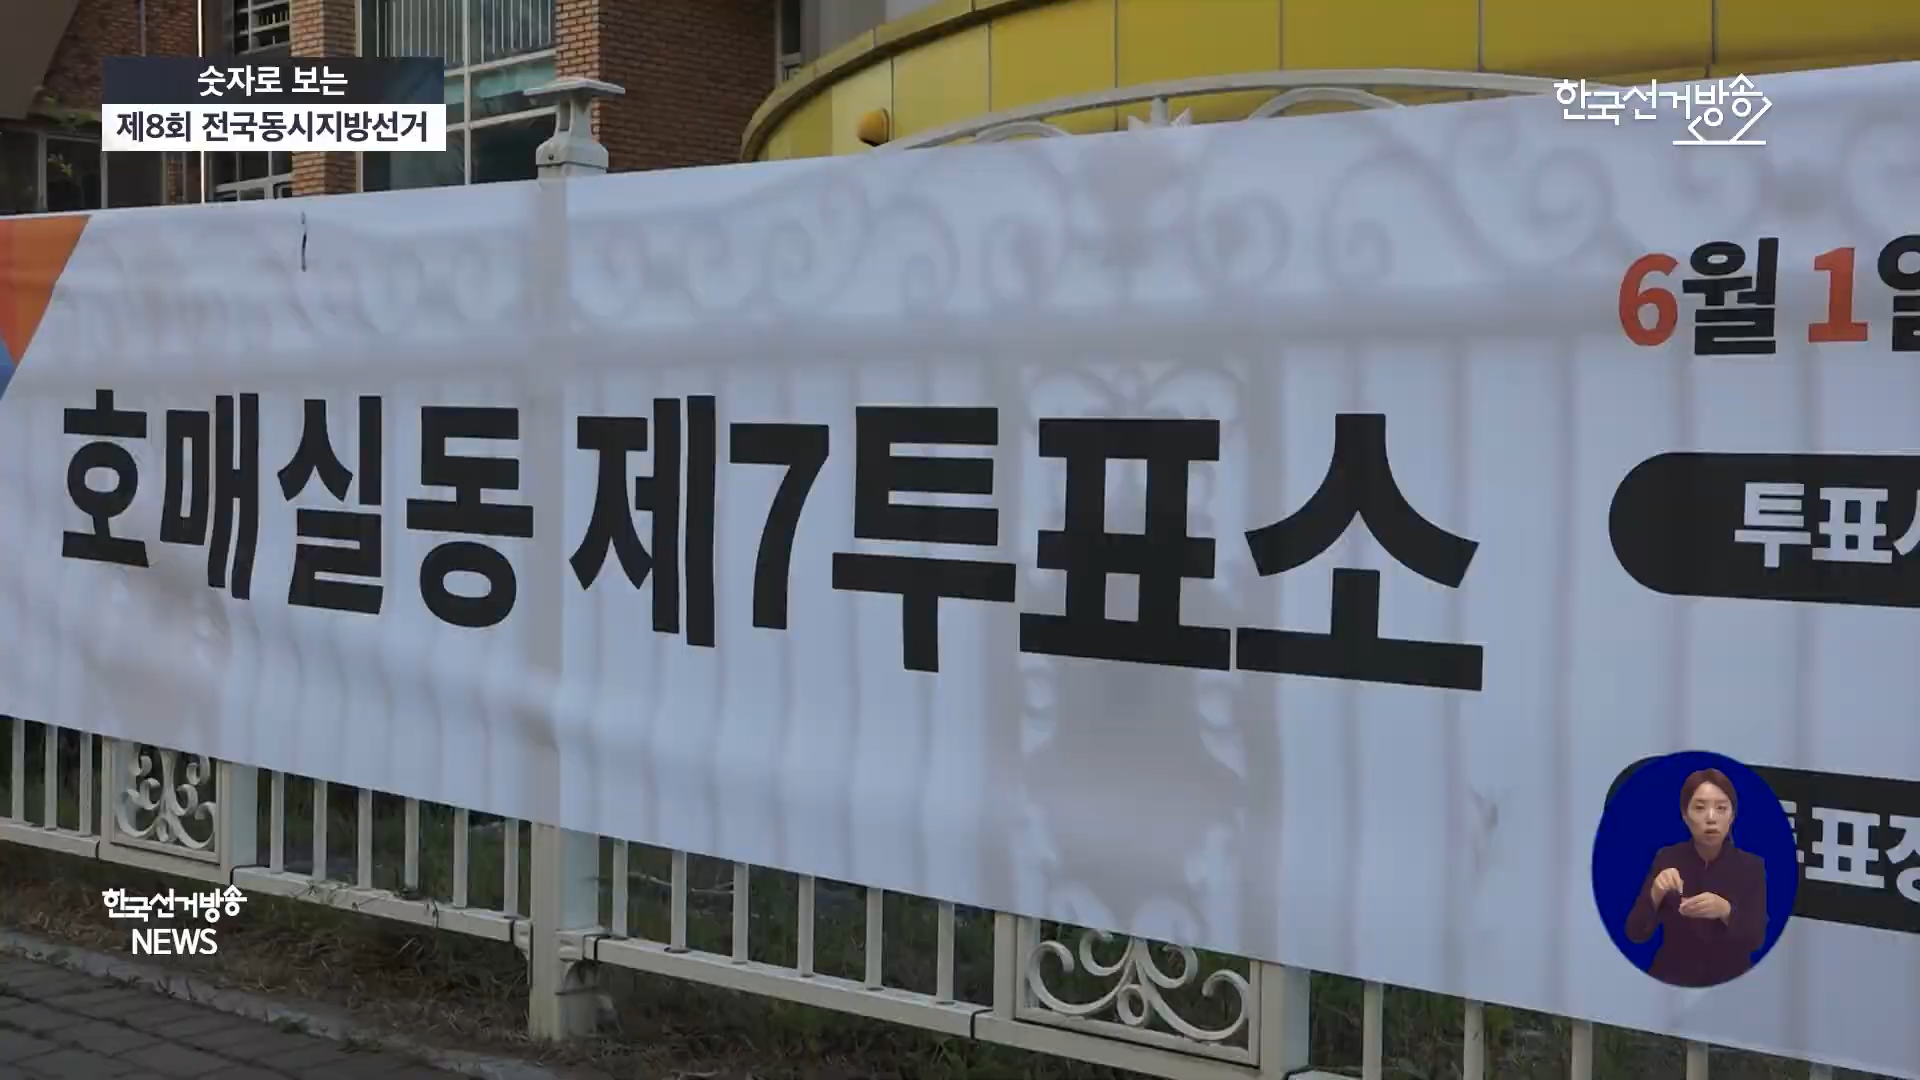 숫자로 보는
제8회 전국동시지방선거
한국선거방송
6월 1일
호매실동 제7투표소
한국선거방송
NEWS